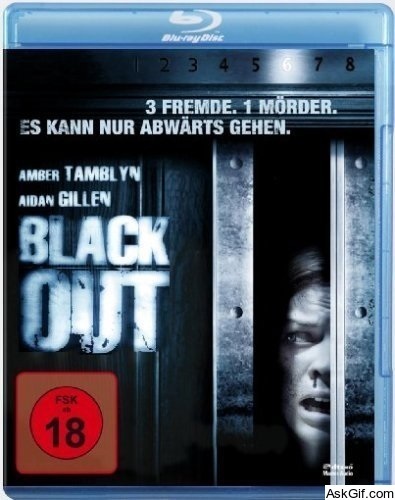 Blu-ray Disc
1 2 3 4 5 6 7 8
3 FREMDE. 1 MÖRDER.
ES KANN NUR ABWÄRTS GEHEN.
AMBER TAMBLYN
AIDAN GILLEN
BLACK
OUT
FSK
ab
18
AskGif.com